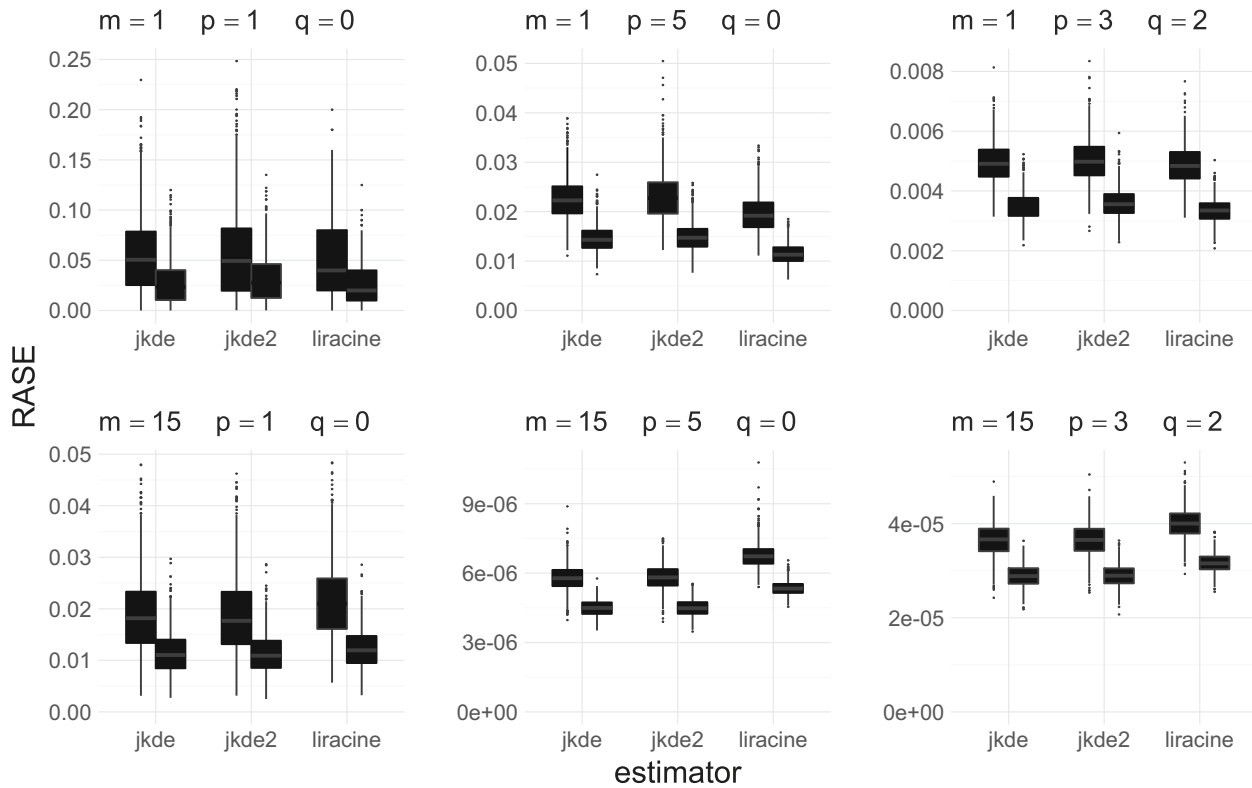 m = 1 p = 1 q = 0
0.25
0.20
0.15
0.10
0.05
0.00
jkde jkde2 liracine
m = 1 p = 5 q = 0
0.05
0.04
0.03
0.02
0.01
0.00
jkde jkde2 liracine
m = 1 p = 3 q = 2
0.008
0.006
0.004
0.002
0.000
jkde jkde2 liracine
RASE
m = 15 p = 1 q = 0
0.05
0.04
0.03
0.02
0.01
0.00
jkde jkde2 liracine
m = 15 p = 5 q = 0
9e-06
6e-06
3e-06
0e+00
jkde jkde2 liracine
m = 15 p = 3 q = 2
4e-05
2e-05
0e+00
jkde jkde2 liracine
estimator